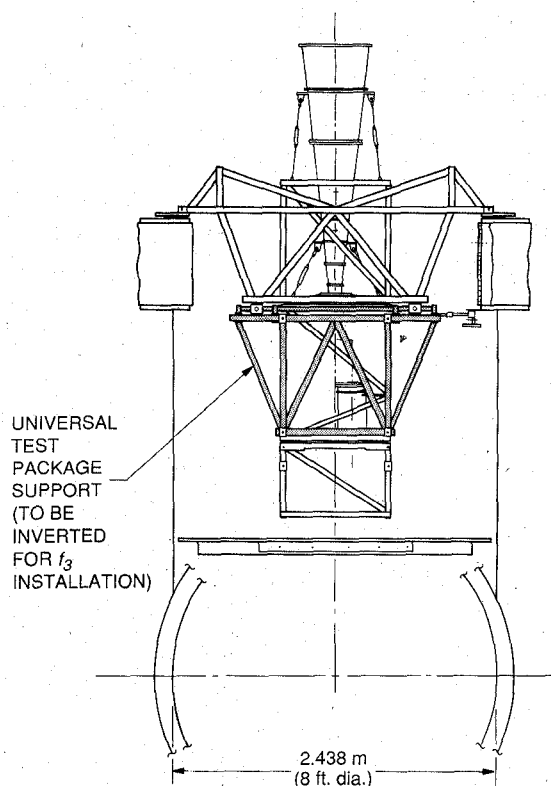 UNIVERSAL
TEST
PACKAGE
SUPPORT
(TO BE
INVERTED
FOR f3
INSTALLATION)
2.438 m
(8 ft. dia.)